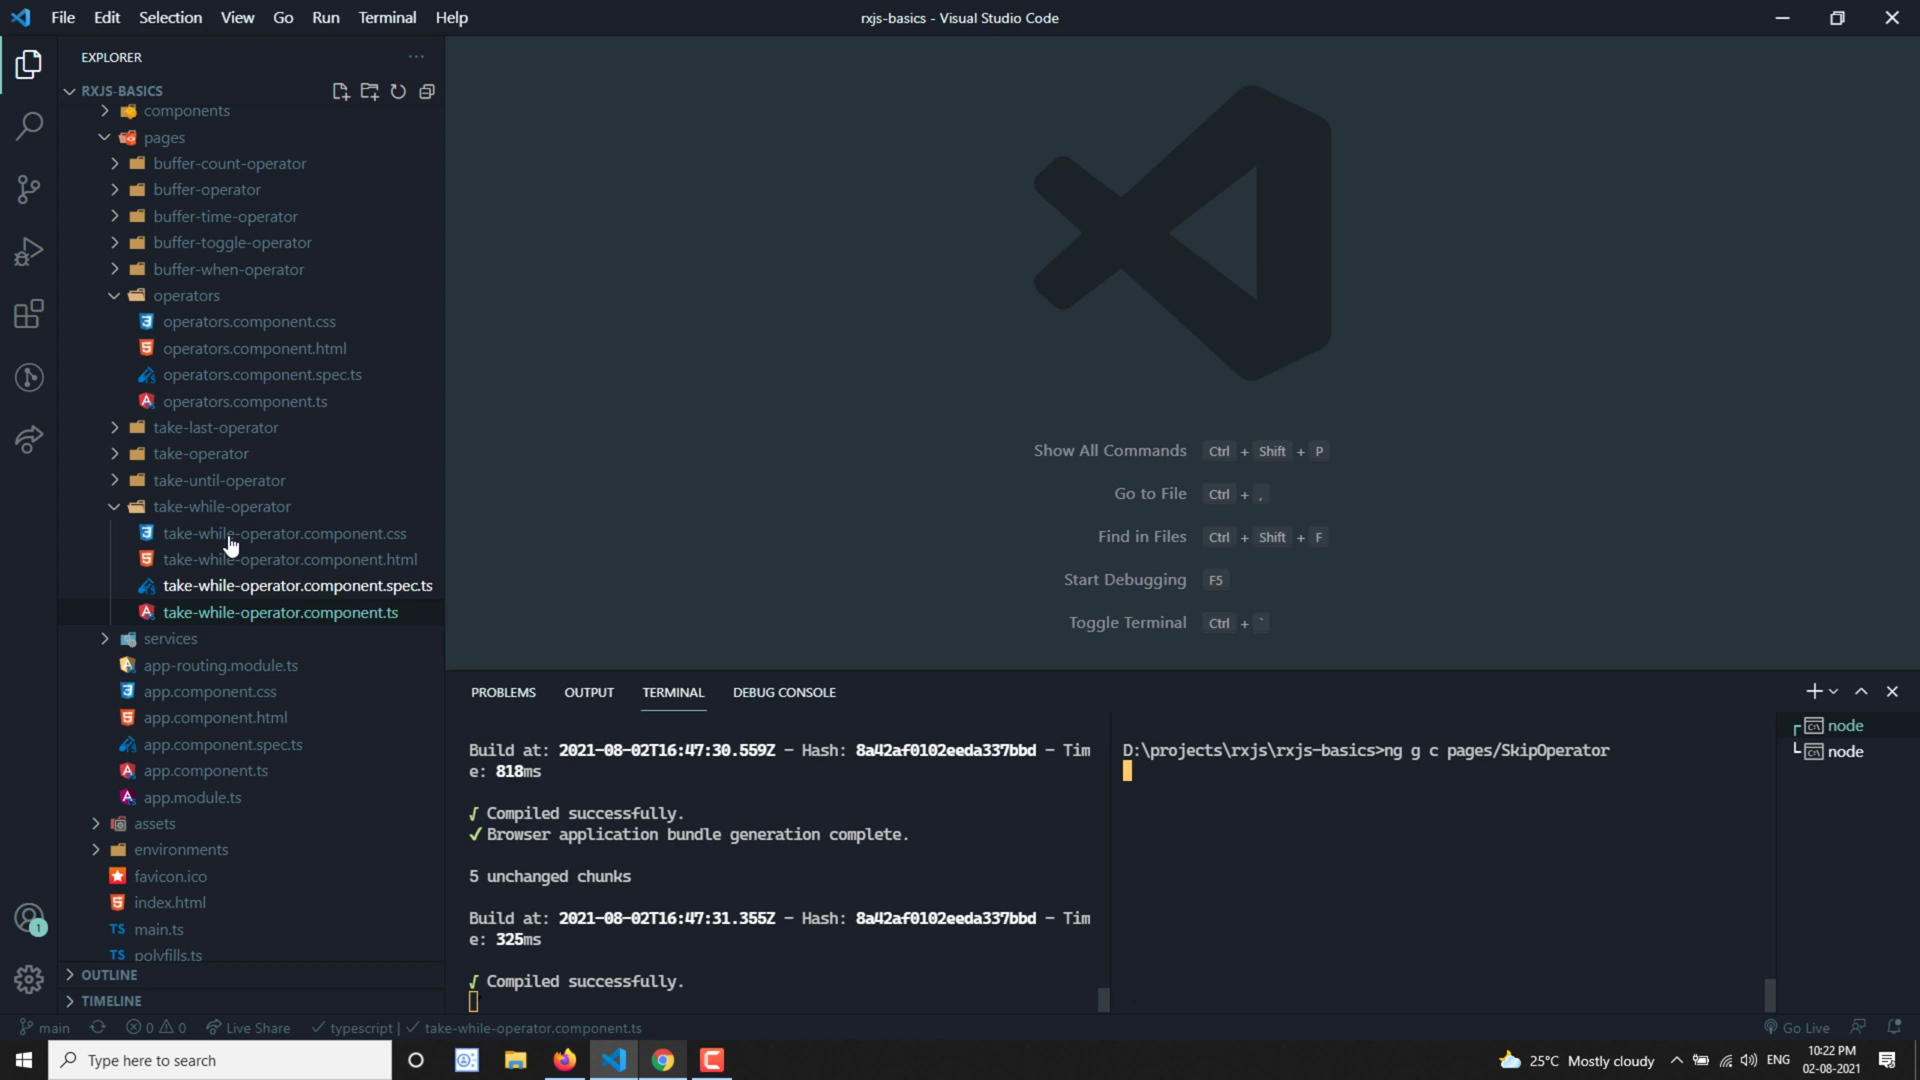 File Edit Selection View Go Run Terminal Help
rxjs-basics - Visual Studio Code
EXPLORER
RXJS-BASICS
components
pages
buffer-count-operator
buffer-operator
buffer-time-operator
buffer-toggle-operator
buffer-when-operator
operators
operators.component.css
operators.component.html
operators.component.spec.ts
operators.component.ts
take-last-operator
take-operator
take-until-operator
take-while-operator
take-while-operator.component.css
take-while-operator.component.html
take-while-operator.component.spec.ts
take-while-operator.component.ts
services
app-routing.module.ts
app.component.css
app.component.html
app.component.spec.ts
app.component.ts
app.module.ts
assets
environments
favicon.ico
index.html
TS main.ts
TS polyfills.ts
OUTLINE
TIMELINE
Show All Commands Ctrl + Shift + P
Go to File Ctrl + ,
Find in Files Ctrl + Shift + F
Start Debugging F5
Toggle Terminal Ctrl + `
PROBLEMS OUTPUT TERMINAL DEBUG CONSOLE
Build at: 2021-08-02T16:47:30.559Z - Hash: 8a42af0102eeda337bbd - Tim
e: 818ms
√ Compiled successfully.
✔ Browser application bundle generation complete.
5 unchanged chunks
Build at: 2021-08-02T16:47:31.355Z - Hash: 8a42af0102eeda337bbd - Tim
e: 325ms
√ Compiled successfully.
D:\projects\rxjs\rxjs-basics>ng g c pages/SkipOperator
node
node
1
main 0 0 Live Share typescript | take-while-operator.component.ts Go Live
Type here to search
25°C Mostly cloudy ENG
10:22 PM
02-08-2021